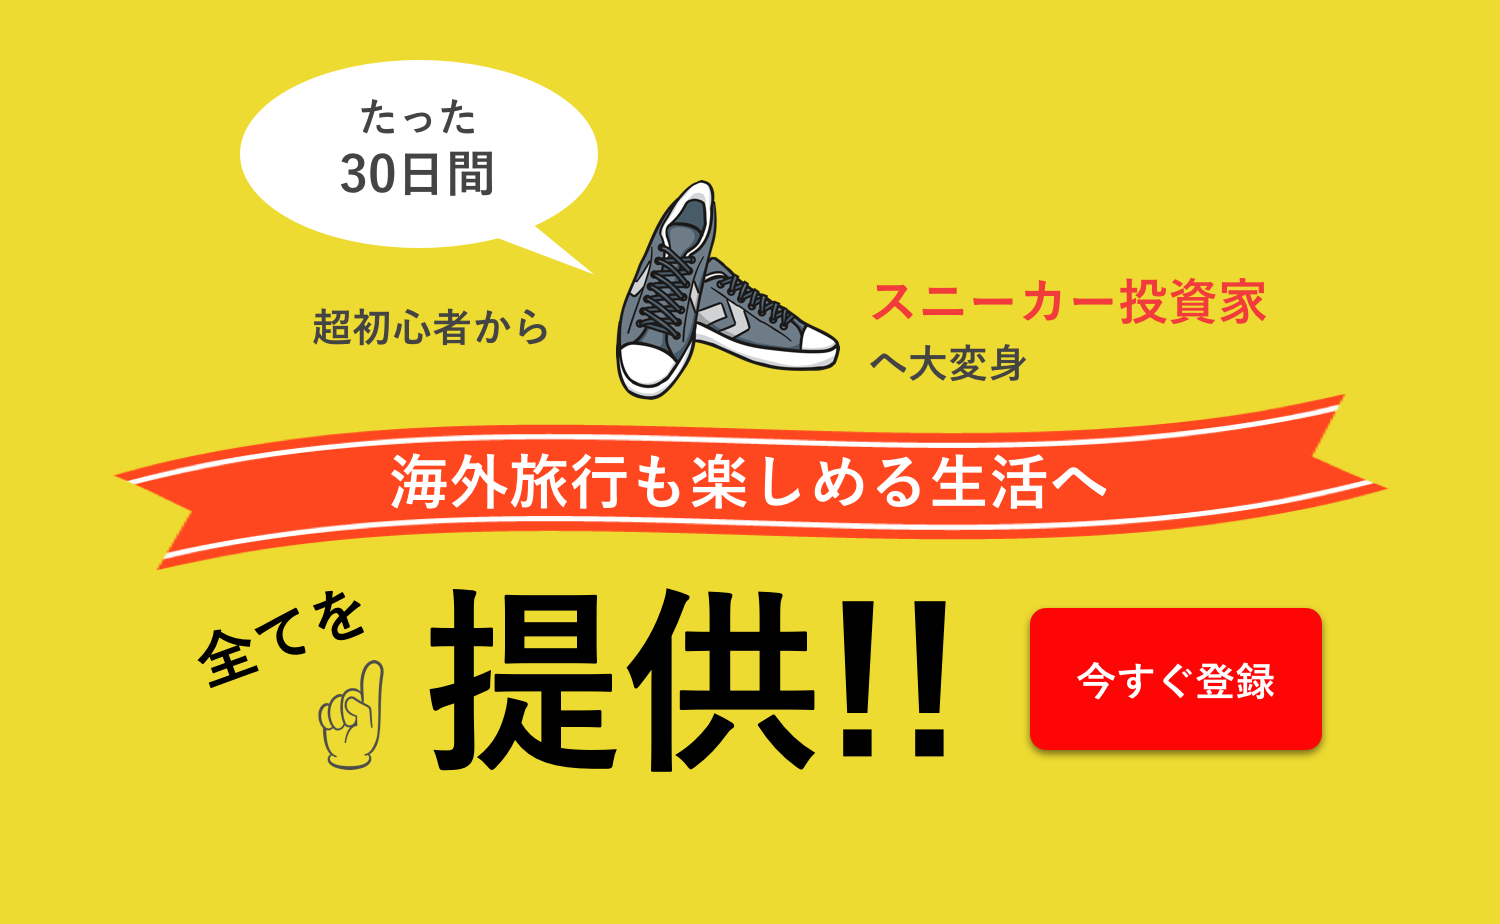 たった
30日間
超初心者から
スニーカー投資家
へ大変身
海外旅行も楽しめる生活へ
全てを
提供!!
今すぐ登録